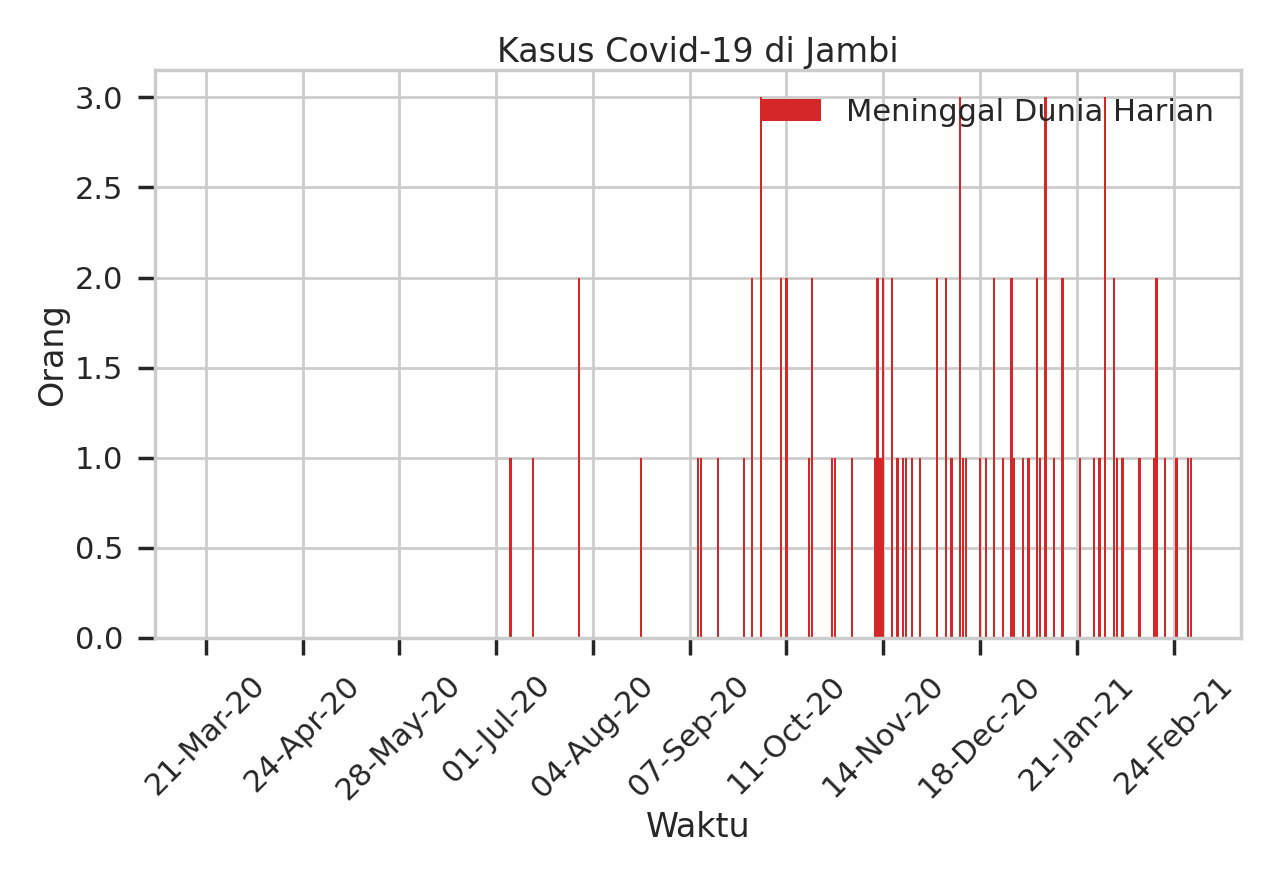 Kasus Covid-19 di Jambi
Meninggal Dunia Harian
Orang
3.0
2.5
2.0
1.5
1.0
0.5
0.0
21-Mar-20
24-Apr-20
28-May-20
01-Jul-20
04-Aug-20
07-Sep-20
11-Oct-20
14-Nov-20
18-Dec-20
21-Jan-21
24-Feb-21
Waktu